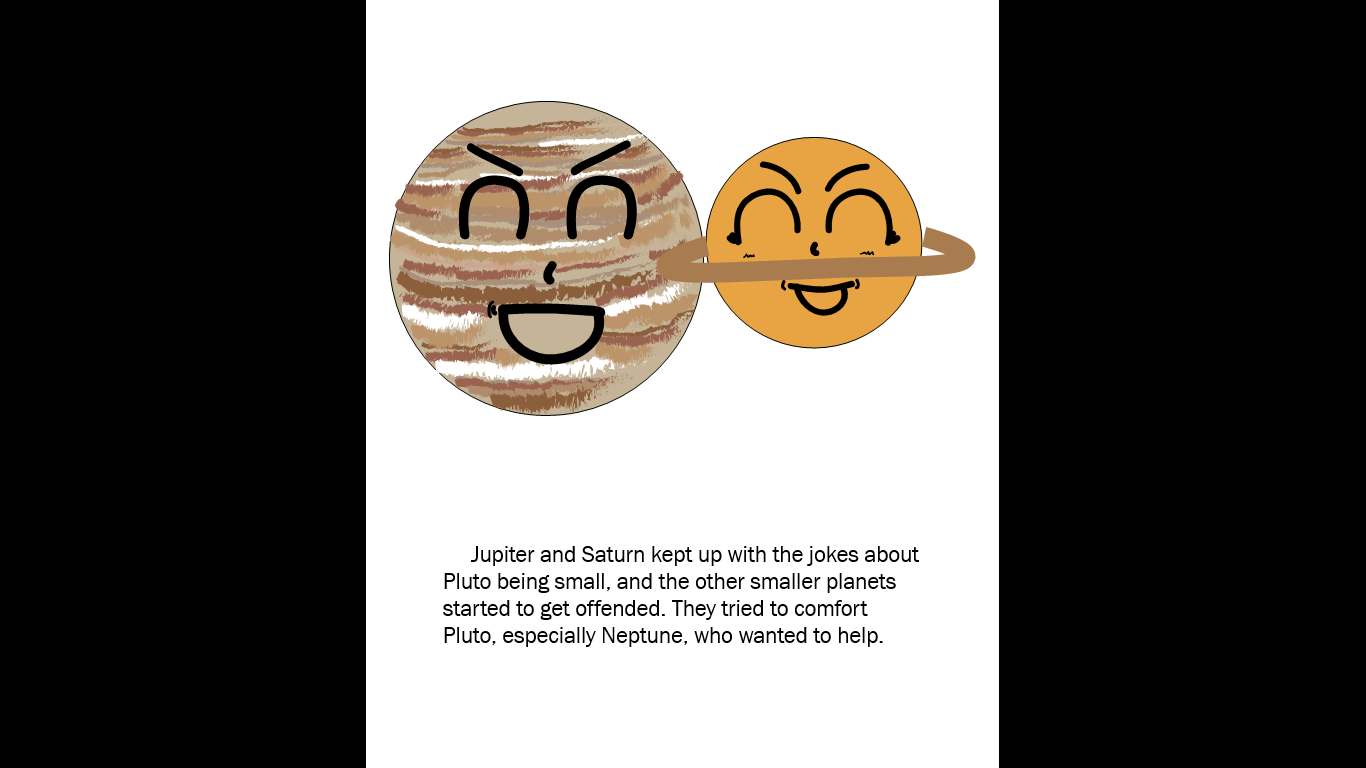 Jupiter and Saturn kept up with the jokes about
Pluto being small, and the other smaller planets
started to get offended. They tried to comfort
Pluto, especially Neptune, who wanted to help.